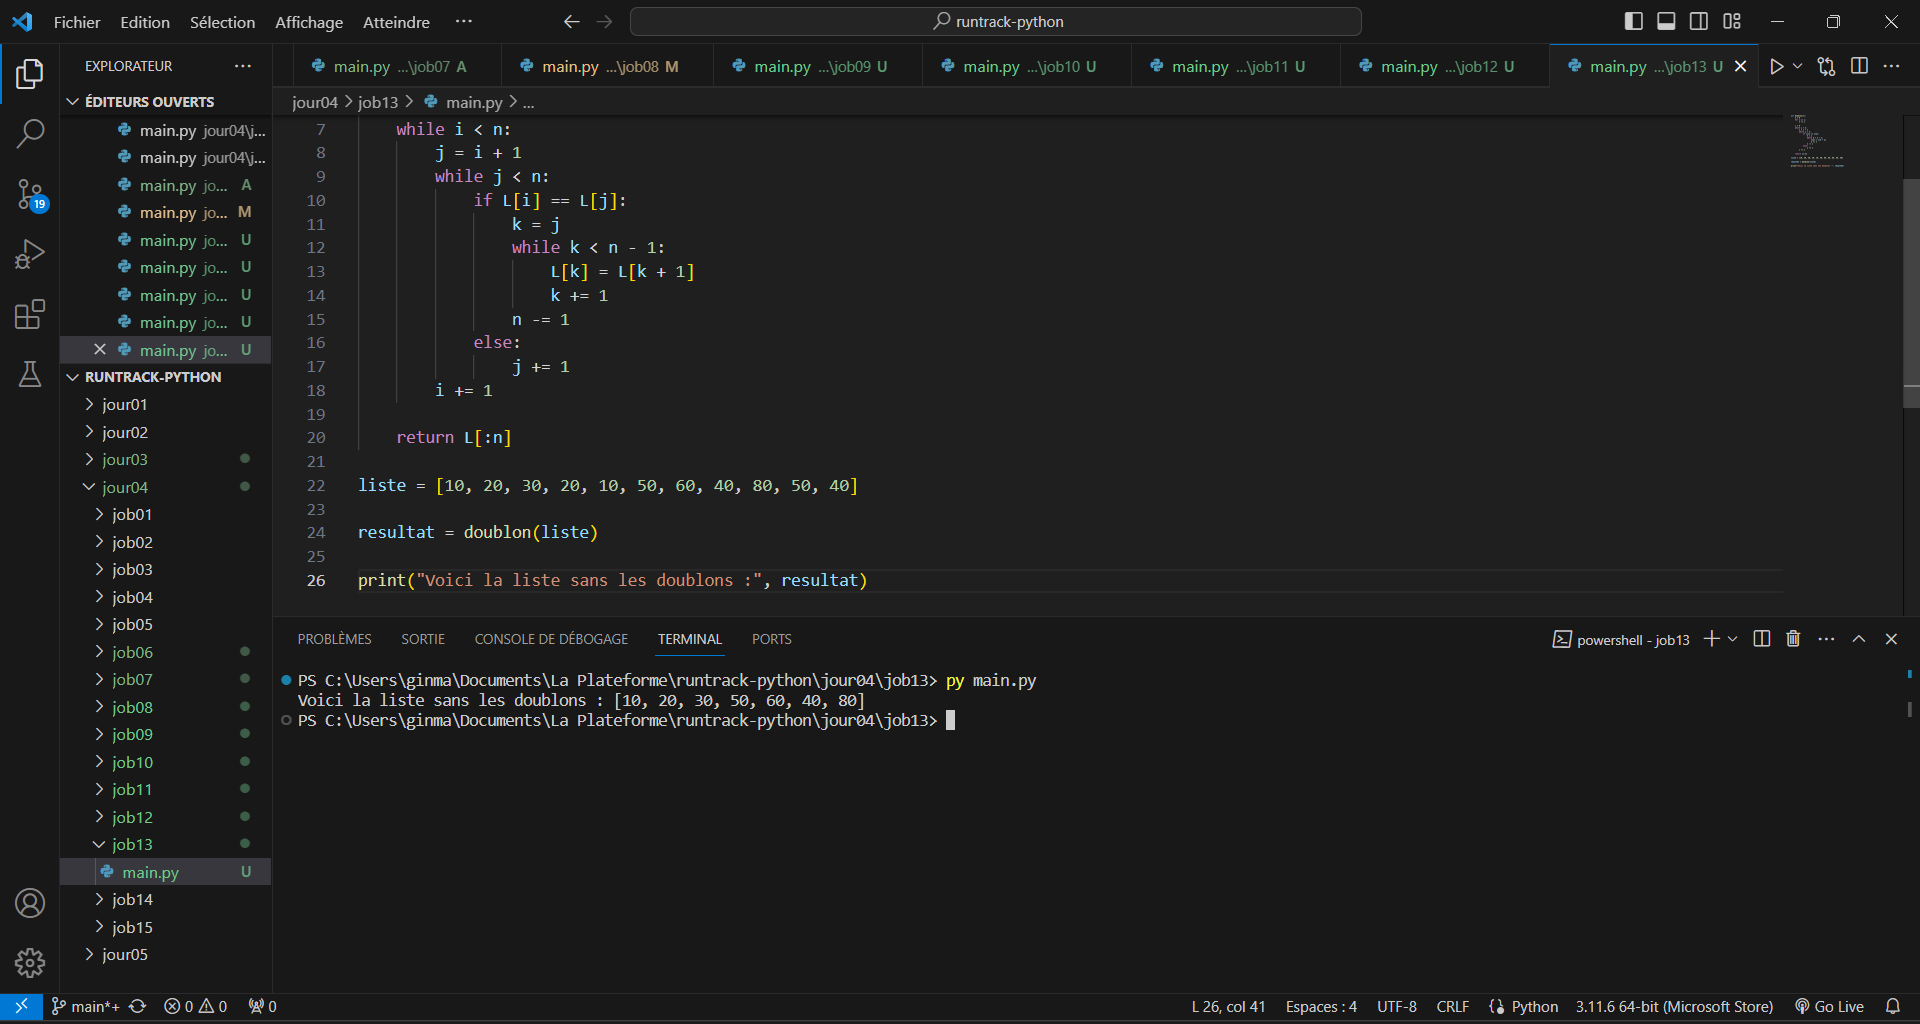 Fichier Edition Sélection Affichage Atteindre ··· runtrack-python
EXPLORATEUR ···
ÉDITEURS OUVERTS
main.py jour04\j...
main.py jour04\j...
main.py jo... A
main.py jo... M
main.py jo... U
main.py jo... U
main.py jo... U
main.py jo... U
main.py jo... U
RUNTRACK-PYTHON
jour01
jour02
jour03
jour04
job01
job02
job03
job04
job05
job06
job07
job08
job09
job10
job11
job12
job13
main.py U
job14
job15
jour05
main.py ...\job07 A main.py ...\job08 M main.py ...\job09 U main.py ...\job10 U main.py ...\job11 U main.py ...\job12 U main.py ...\job13 U
jour04 > job13 > main.py > ...
7 while i < n:
8 j = i + 1
9 while j < n:
10 if L[i] == L[j]:
11 k = j
12 while k < n - 1:
13 L[k] = L[k + 1]
14 k += 1
15 n -= 1
16 else:
17 j += 1
18 i += 1
19
20 return L[:n]
21
22 liste = [10, 20, 30, 20, 10, 50, 60, 40, 80, 50, 40]
23
24 resultat = doublon(liste)
25
26 print("Voici la liste sans les doublons :", resultat)
PROBLÈMES SORTIE CONSOLE DE DÉBOGAGE TERMINAL PORTS powershell - job13
PS C:\Users\ginma\Documents\La Plateforme\runtrack-python\jour04\job13> py main.py
Voici la liste sans les doublons : [10, 20, 30, 50, 60, 40, 80]
PS C:\Users\ginma\Documents\La Plateforme\runtrack-python\jour04\job13>
19
main*+ 0 0 0 L 26, col 41 Espaces : 4 UTF-8 CRLF Python 3.11.6 64-bit (Microsoft Store) Go Live